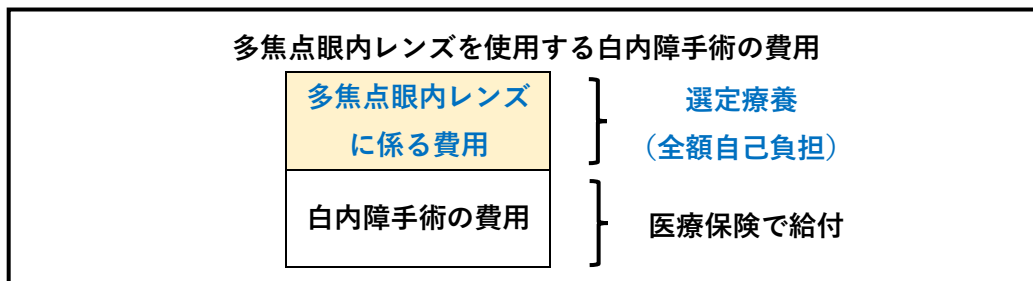 多焦点眼内レンズを使用する白内障手術の費用
多焦点眼内レンズ
に係る費用
選定療養
（全額自己負担）
白内障手術の費用
医療保険で給付